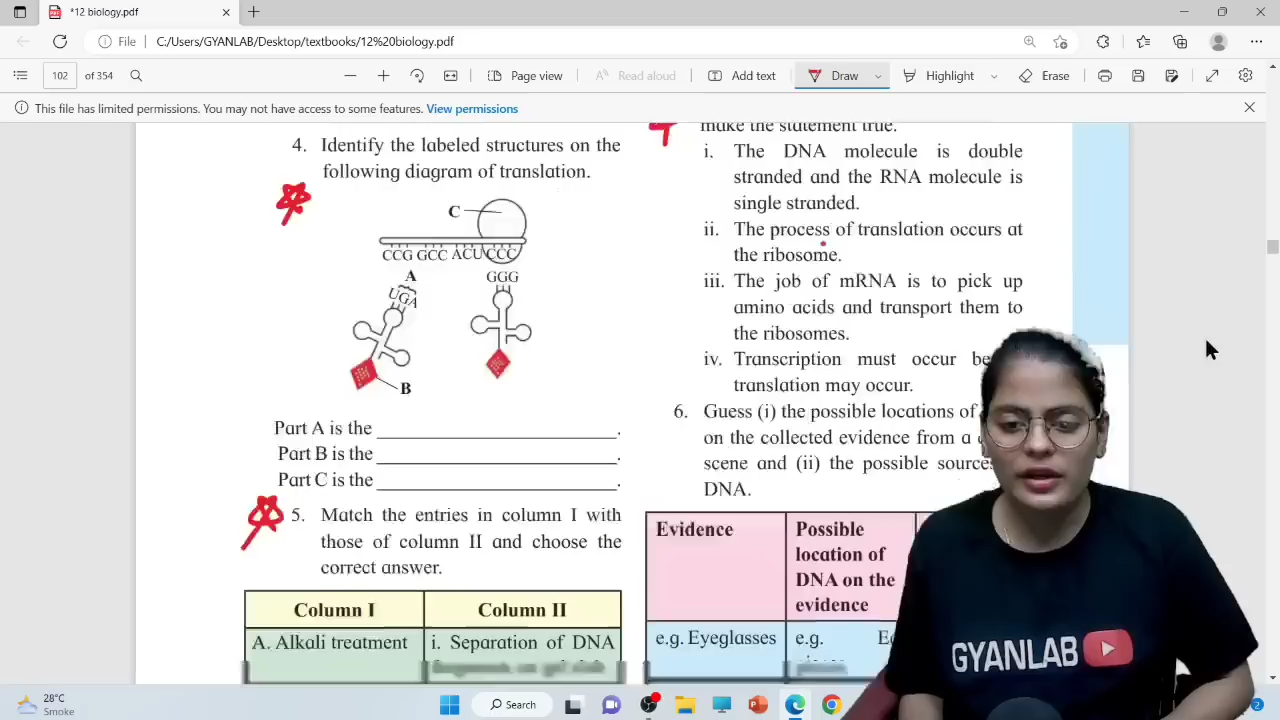 *12 biology.pdf
File
C:/Users/GYANLAB/Desktop/textbooks/12%20biology.pdf
102
of 354
Page view
Read aloud
Add text
Draw
Highlight
Erase
This file has limited permissions. You may not have access to some features. View permissions
4. Identify the labeled structures on the
following diagram of translation.
C
CCG GCC ACU CCC
A
UGA
GGG
B
Part A is the ____________.
Part B is the ____________.
Part C is the ____________.
5. Match the entries in column I with
those of column II and choose the
correct answer.
Column I
Column II
A. Alkali treatment
i. Separation of DNA
make the statement true.
i. The DNA molecule is double
stranded and the RNA molecule is
single stranded.
ii. The process of translation occurs at
the ribosome.
iii. The job of mRNA is to pick up
amino acids and transport them to
the ribosomes.
iv. Transcription must occur
translation may occur.
6. Guess (i) the possible locations of
on the collected evidence from a
scene and (ii) the possible sources
DNA.
Evidence
Possible
location of
DNA on the
evidence
e.g. Eyeglasses
e.g.
GYANLAB
28°C
Smoke
Search
2